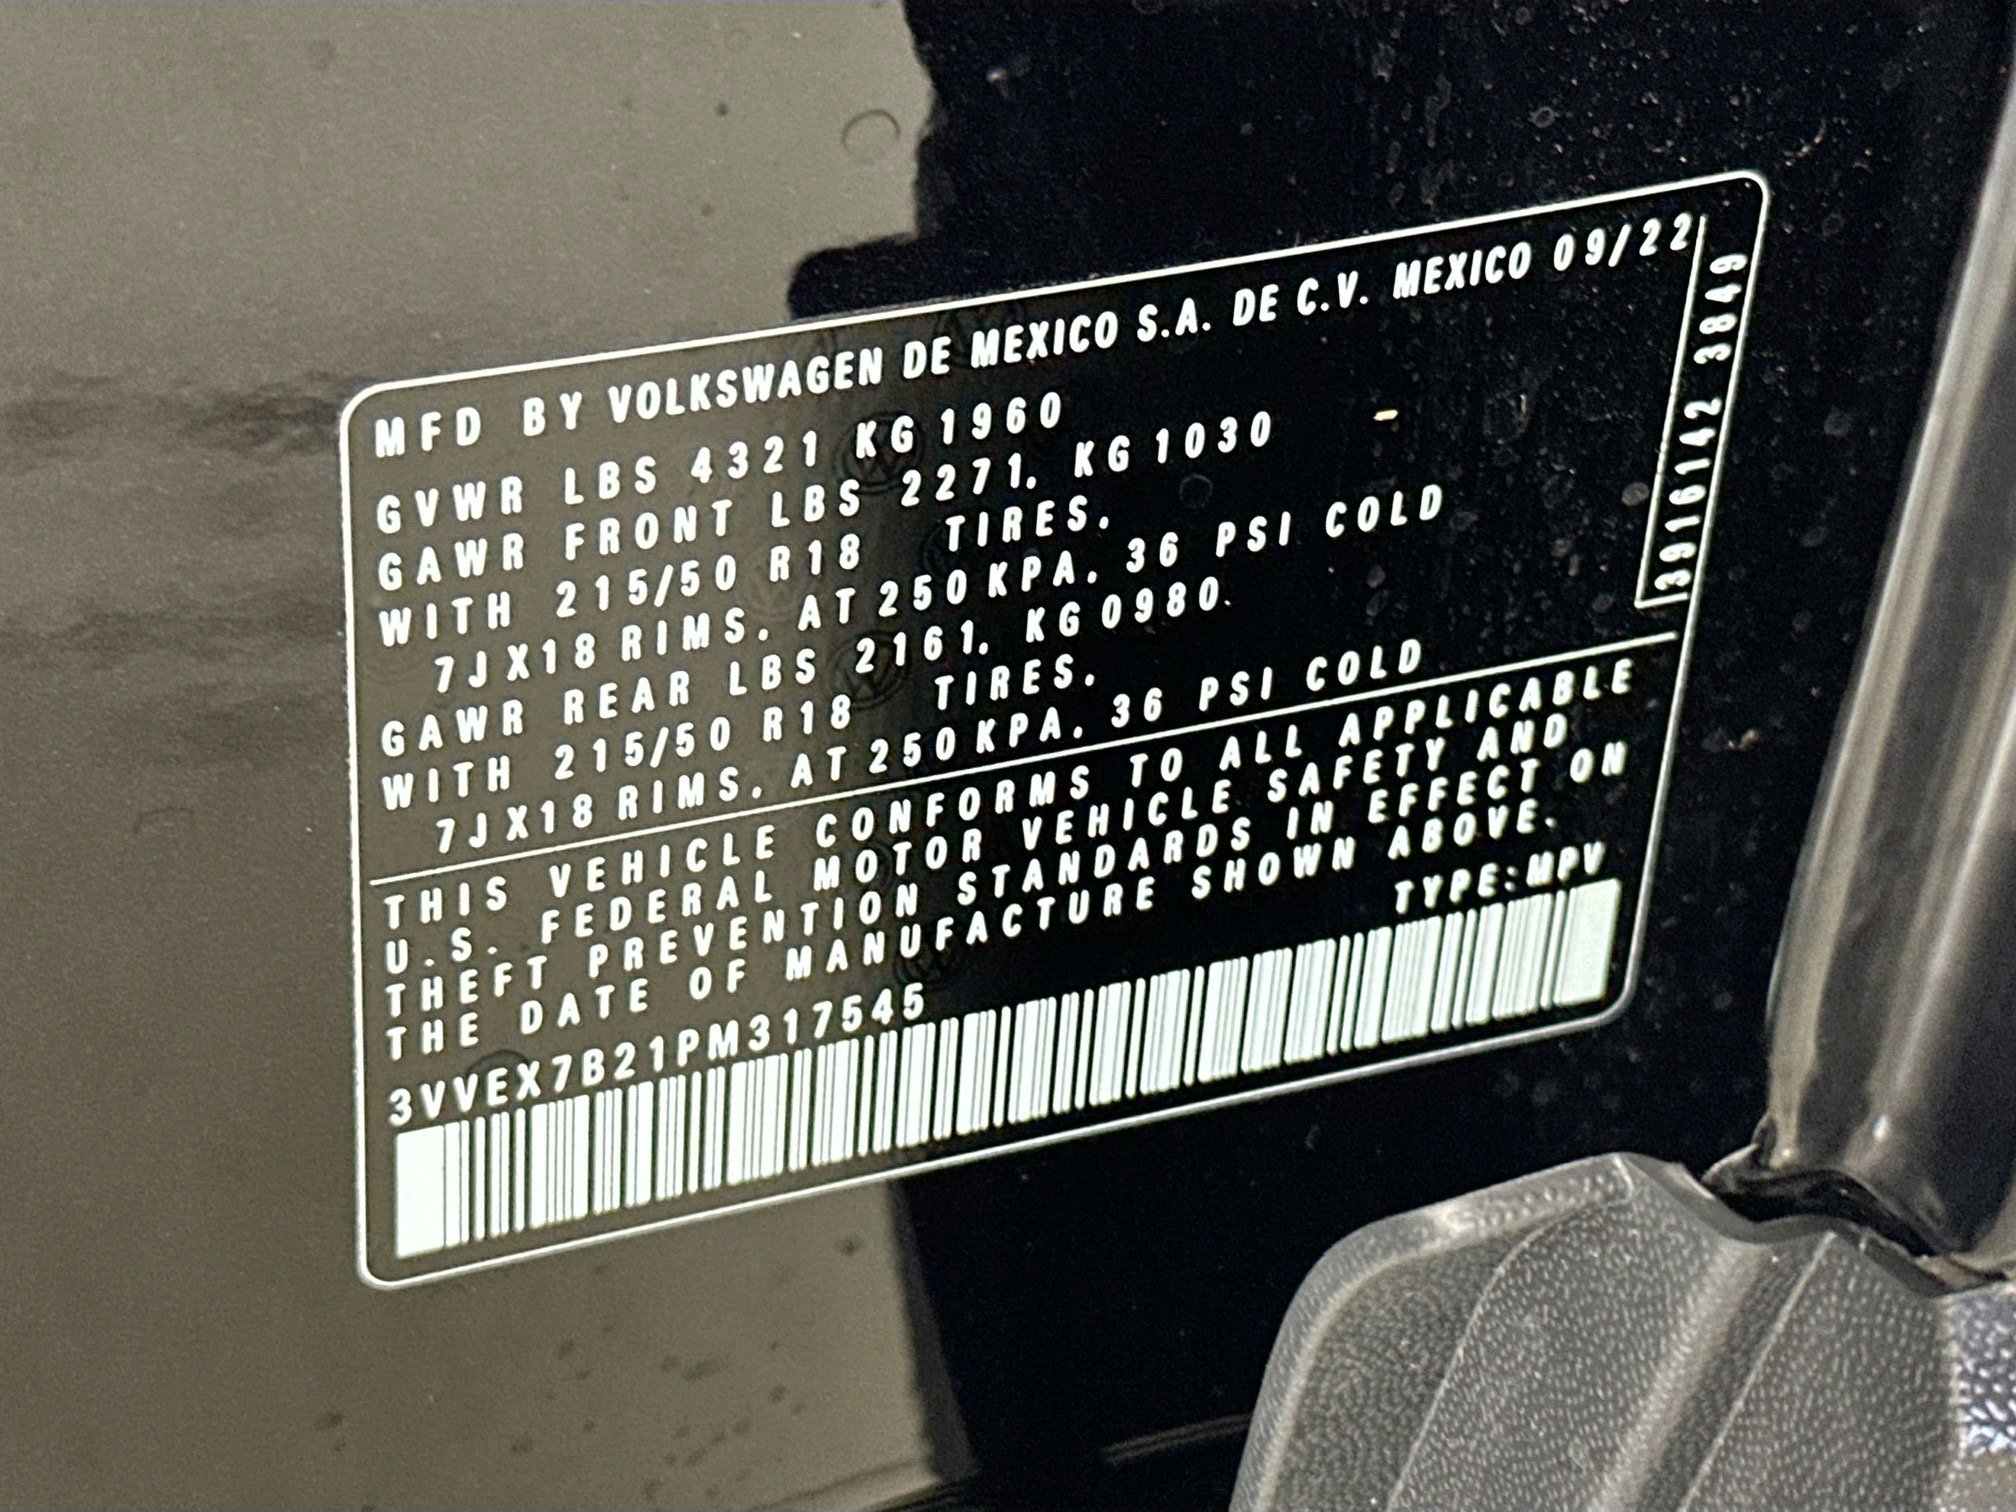 MFD BY VOLKSWAGEN DE MEXICO S.A. DE C.V. MEXICO 09/22
GVWR LBS 4321 KG 1960
GAWR FRONT LBS 2271. KG 1030
WITH 215/50 R18 TIRES.
7J X18 RIMS. AT 250 KPA. 36 PSI COLD
GAWR REAR LBS 2161. KG 0980.
WITH 215/50 R18 TIRES.
7J X18 RIMS. AT 250 KPA. 36 PSI COLD
3916142 3849
THIS VEHICLE CONFORMS TO ALL APPLICABLE
U.S. FEDERAL MOTOR VEHICLE SAFETY AND
THEFT PREVENTION STANDARDS IN EFFECT ON
THE DATE OF MANUFACTURE SHOWN ABOVE.
3VVEX7B21PM317545 TYPE:MPV